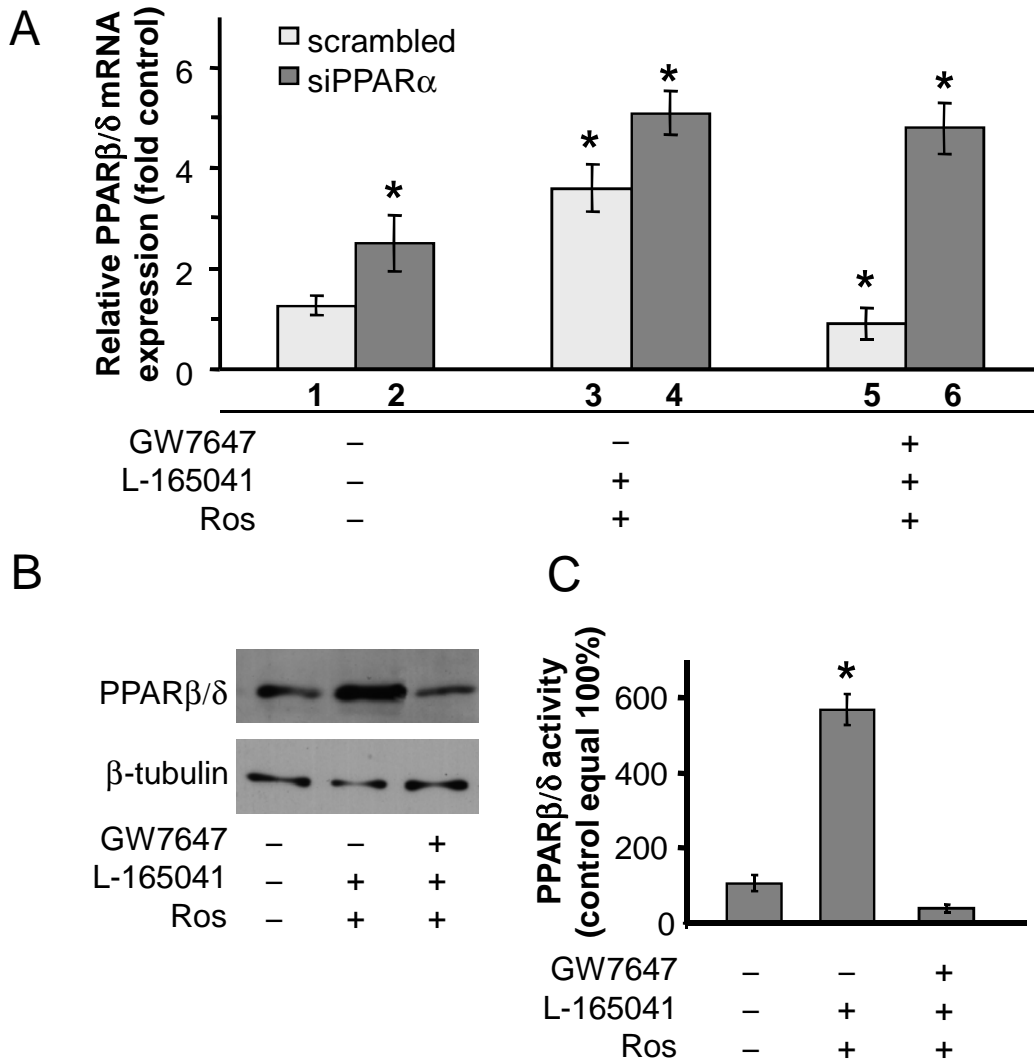 A
Relative PPARβ/δ mRNA
expression (fold control)
scrambled
siPPARα
6
4
2
0
*
*
*
*
*
1 2 3 4 5 6
GW7647 – – +
L-165041 – + +
Ros – + +
B
PPARβ/δ
β-tubulin
GW7647 – – +
L-165041 – + +
Ros – + +
C
PPARβ/δ activity
(control equal 100%)
600
400
200
0
*
GW7647 – – +
L-165041 – + +
Ros – + +